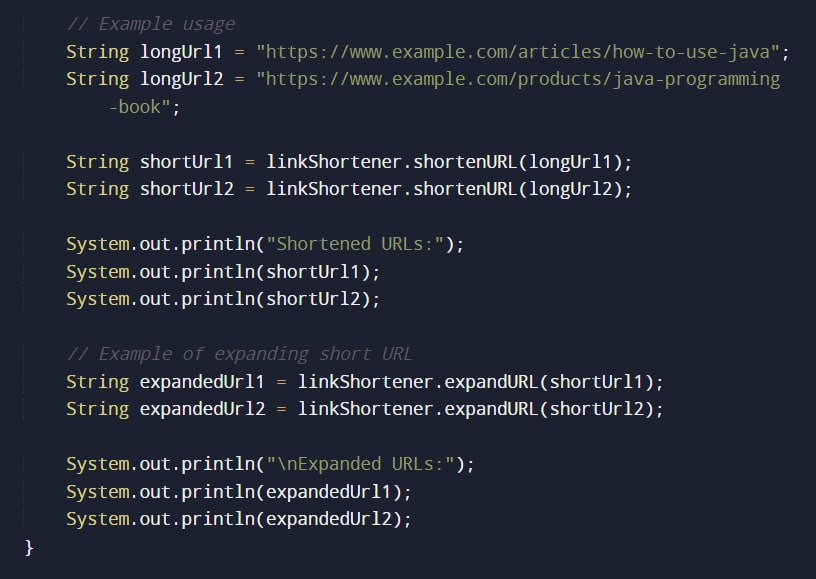 // Example usage
String longUrl1 = "https://www.example.com/articles/how-to-use-java";
String longUrl2 = "https://www.example.com/products/java-programming
-book";
String shortUrl1 = linkShortener.shortenURL(longUrl1);
String shortUrl2 = linkShortener.shortenURL(longUrl2);
System.out.println("Shortened URLs:");
System.out.println(shortUrl1);
System.out.println(shortUrl2);
// Example of expanding short URL
String expandedUrl1 = linkShortener.expandURL(shortUrl1);
String expandedUrl2 = linkShortener.expandURL(shortUrl2);
System.out.println("\nExpanded URLs:");
System.out.println(expandedUrl1);
System.out.println(expandedUrl2);
}